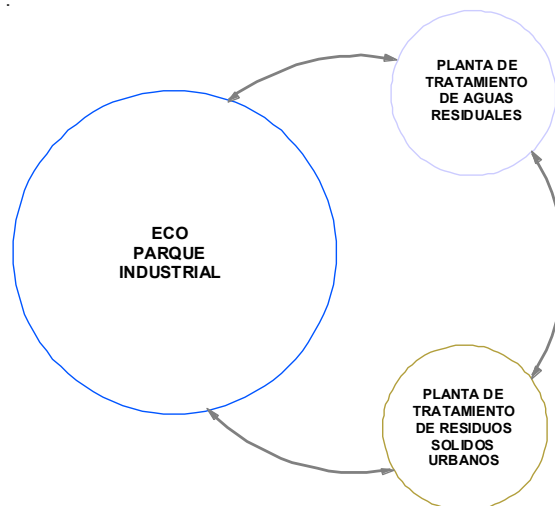 PLANTA DE
TRATAMIENTO
DE AGUAS
RESIDUALES
ECO
PARQUE
INDUSTRIAL
PLANTA DE
TRATAMIENTO
DE RESIDUOS
SOLIDOS
URBANOS